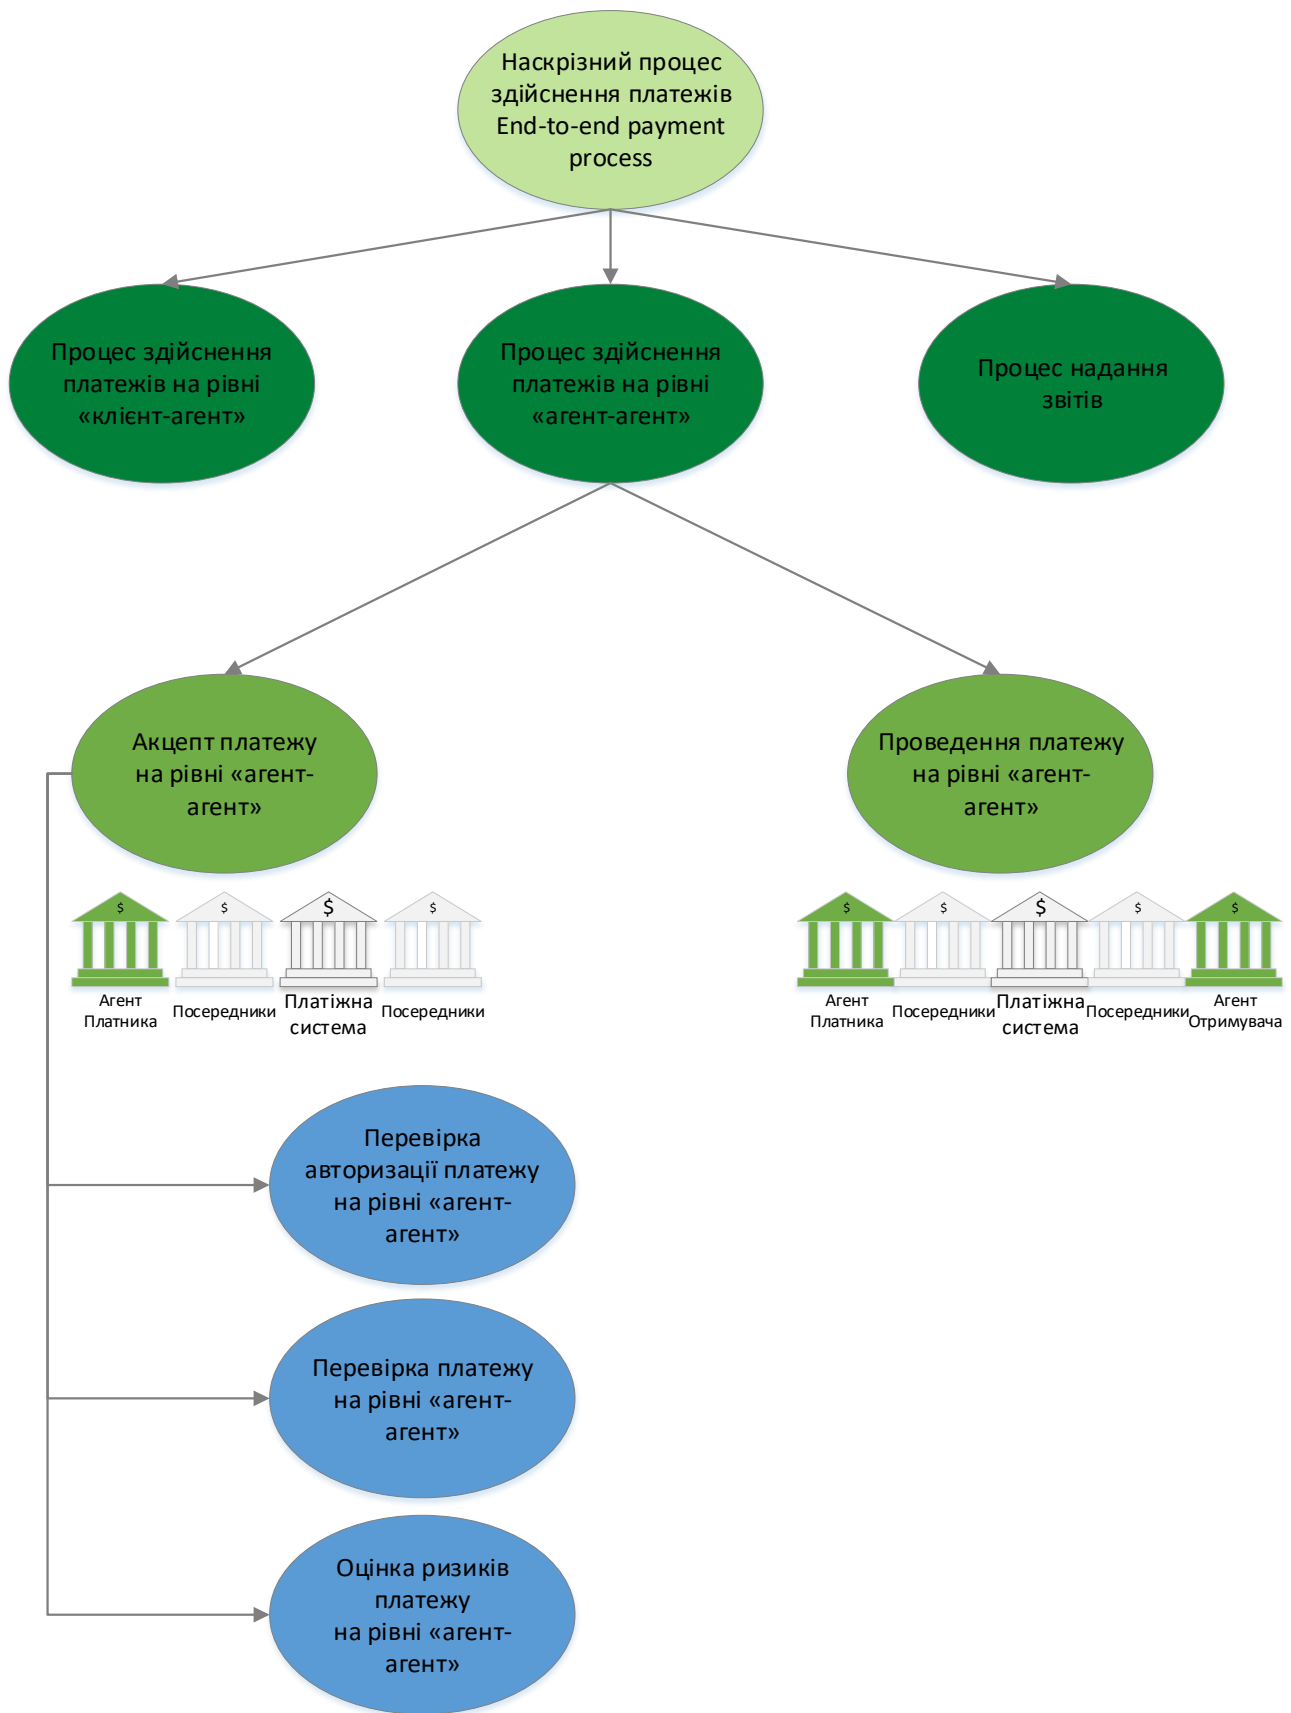 Наскрізний процес
здійснення платежів
End-to-end payment
process
Процес здійснення
платежів на рівні
«клієнт-агент»
Процес здійснення
платежів на рівні
«агент-агент»
Процес надання
звітів
Акцепт платежу
на рівні «агент-
агент»
Проведення платежу
на рівні «агент-
агент»
$
$
$
$
$
$
$
$
$
Агент
Платника
Посередники
Платіжна
система
Посередники
Агент
Платника
Посередники
Платіжна
система
Посередники
Агент
Отримувача
Перевірка
авторизації платежу
на рівні «агент-
агент»
Перевірка платежу
на рівні «агент-
агент»
Оцінка ризиків
платежу
на рівні «агент-
агент»